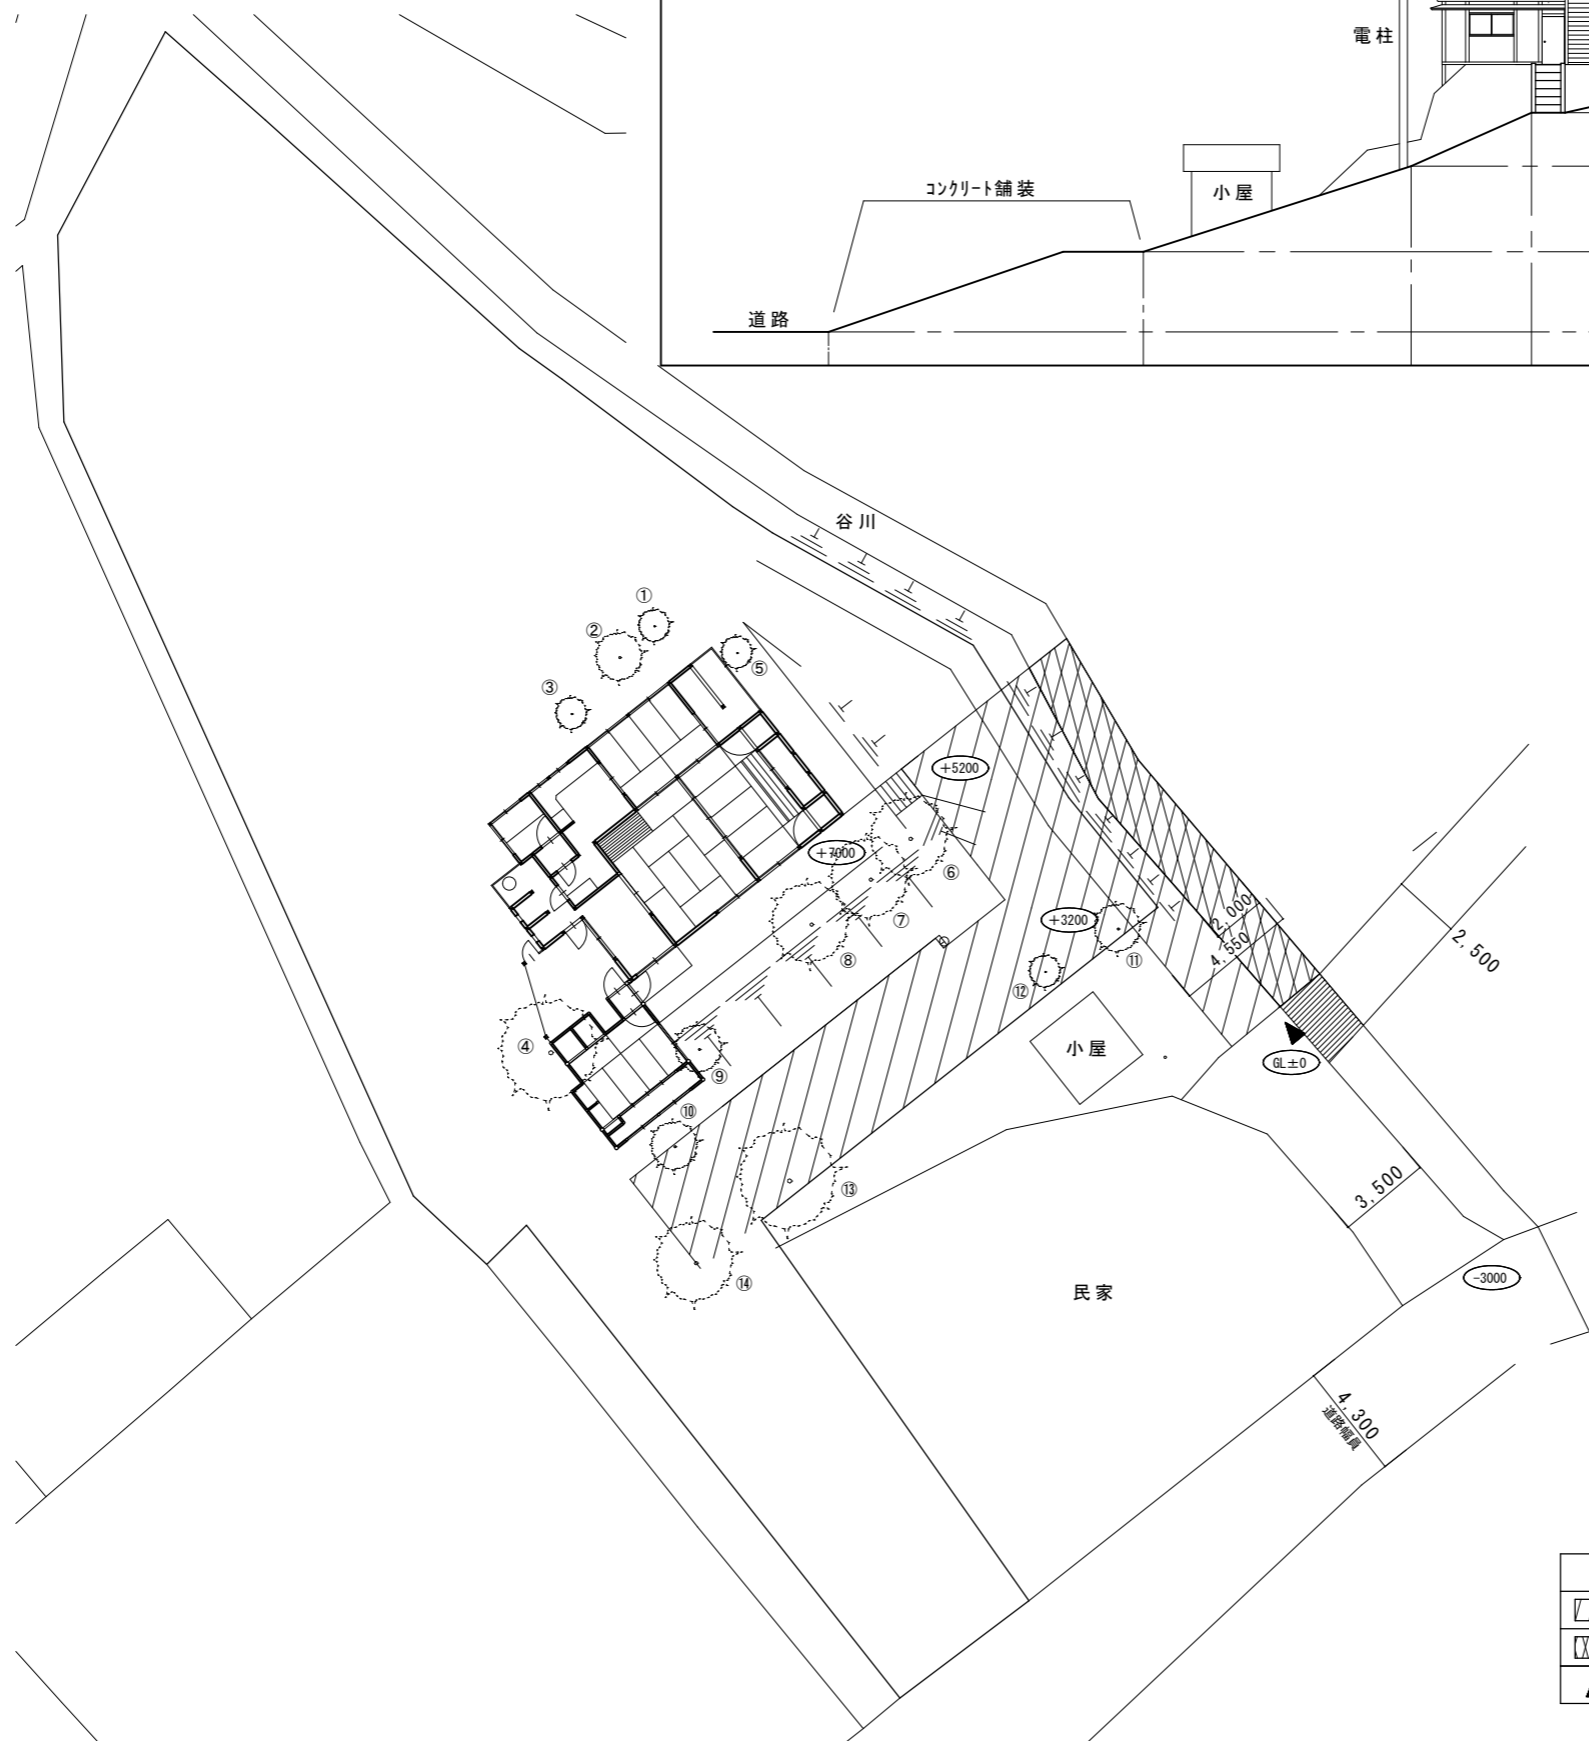 電柱
小屋
コンクリート舗装
道路
谷川
①
②
③
⑤
+5200
+7000
⑥
⑦
+3200
2,000
4,550
2,500
⑧
⑪
⑫
④
小屋
GL±0
⑨
⑩
⑬
3,500
⑭
民家
-3000
4,300
道路幅員